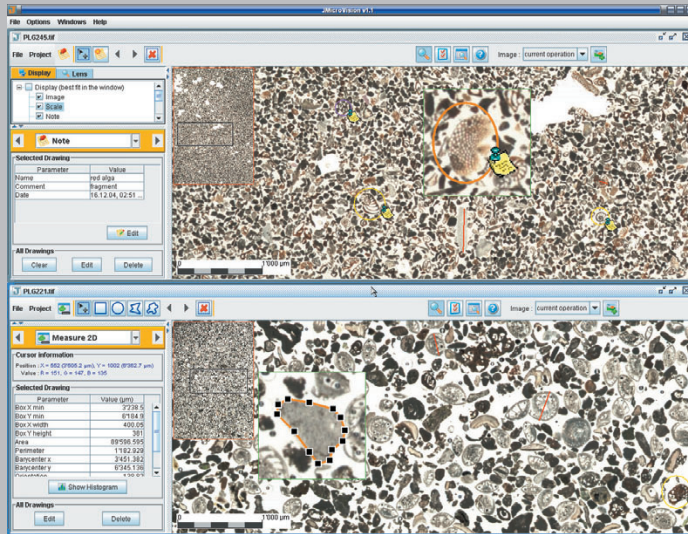 JMicroVision v1.1
File Options Windows Help
PLG245.tif
File Project
Image : current operation
Display Lens
Display (best fit in the window)
Image
Scale
Note
Note
Selected Drawing
Parameter Value
Name red alga
Comment fragment
Date 16.12.04, 02:51 ...
Edit
All Drawings
Clear Edit Delete
0 1'000 µm
PLG221.tif
File Project
Image : current operation
Measure 2D
Cursor information
Selected Drawing
Parameter Value (µm)
Box X min 3'238.5
Box Y min 6'184.9
Box X width 400.05
Box Y height 381
Area 89'596.595
Perimeter 1'182.929
Barycenter x 3'451.382
Barycenter y 6'345.136
Show Histogram
All Drawings
Edit Delete
0 1'000 µm